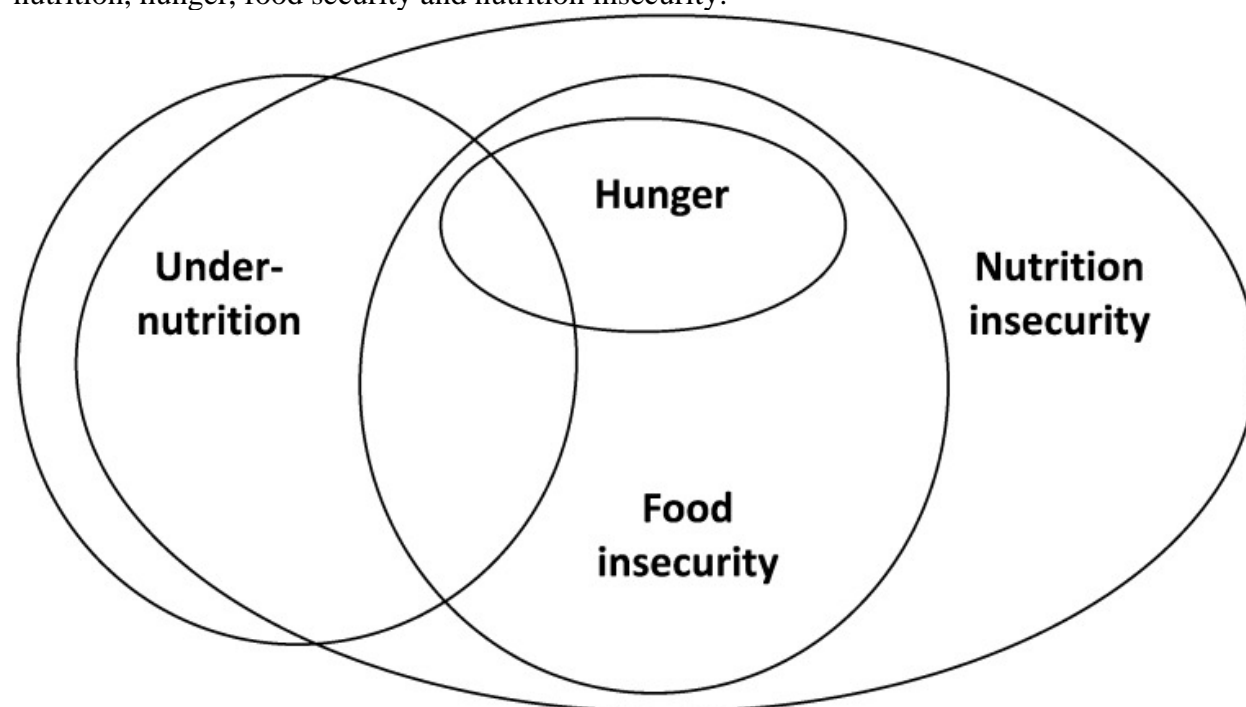 nutrition, hunger, food security and nutrition insecurity.
Hunger
Under-
nutrition
Nutrition
insecurity
Food
insecurity